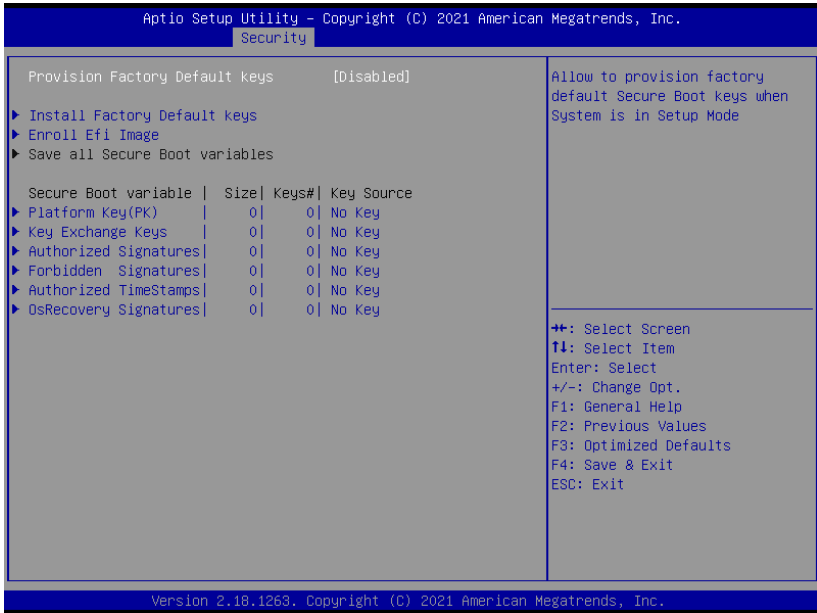 Aptio Setup Utility – Copyright (C) 2021 American Megatrends, Inc.
Security
Provision Factory Default keys [Disabled]
Install Factory Default keys
Enroll Efi Image
Save all Secure Boot variables
Secure Boot variable | Size| Keys#| Key Source
Platform Key(PK) | 0| 0| No Key
Key Exchange Keys | 0| 0| No Key
Authorized Signatures| 0| 0| No Key
Forbidden Signatures| 0| 0| No Key
Authorized TimeStamps| 0| 0| No Key
OsRecovery Signatures| 0| 0| No Key
Allow to provision factory
default Secure Boot keys when
System is in Setup Mode
→←: Select Screen
↑↓: Select Item
Enter: Select
+/-: Change Opt.
F1: General Help
F2: Previous Values
F3: Optimized Defaults
F4: Save & Exit
ESC: Exit
Version 2.18.1263. Copyright (C) 2021 American Megatrends, Inc.